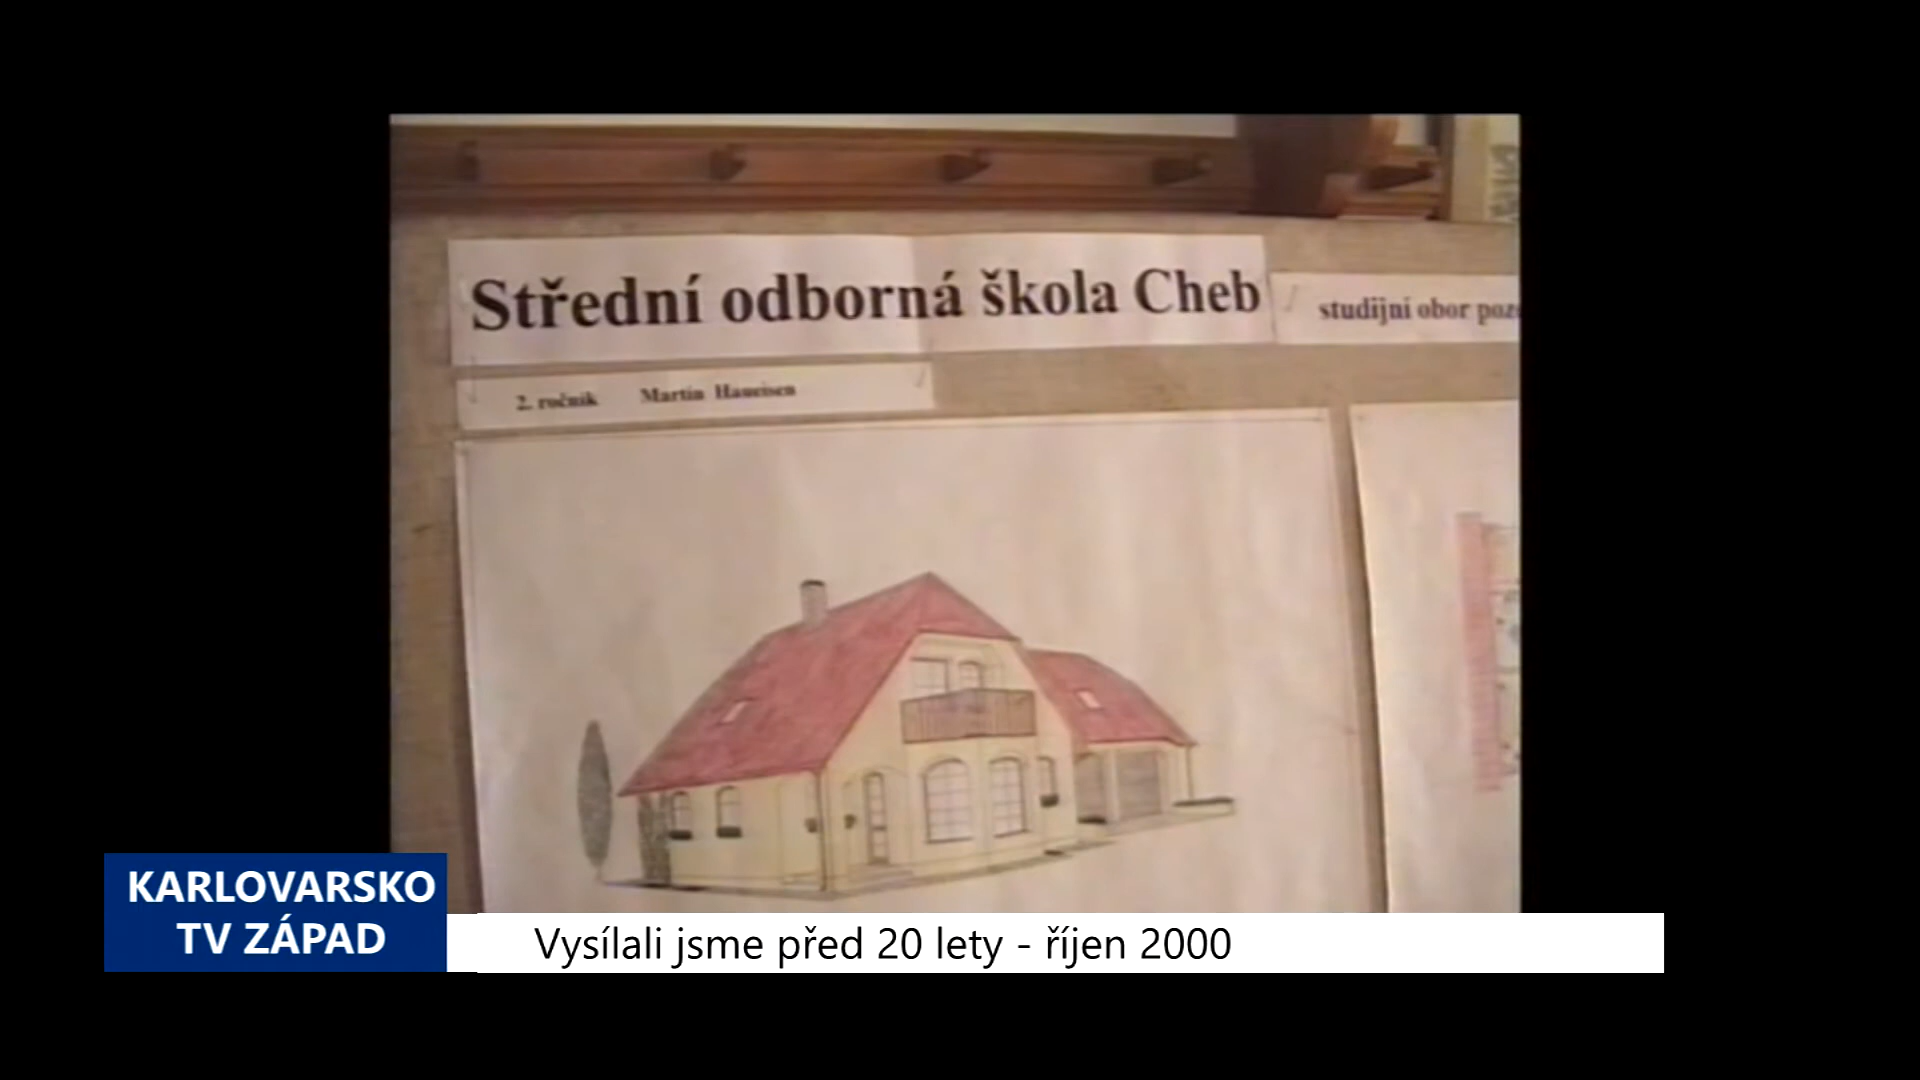 Střední odborná škola Cheb
studijní obor
2. ročník Martin Haueisen
KARLOVARSKO
TV ZÁPAD
Vysílali jsme před 20 lety - říjen 2000